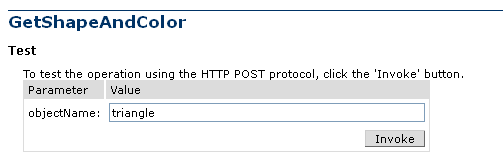 GetShapeAndColor
Test
To test the operation using the HTTP POST protocol, click the 'Invoke' button.
Parameter Value
objectName: triangle
Invoke